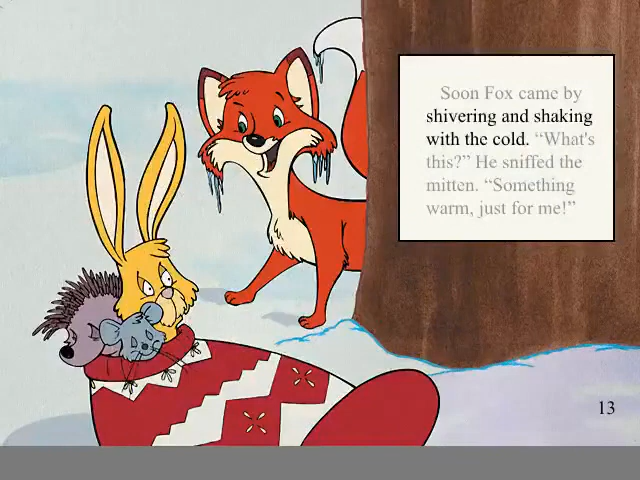 Soon Fox came by
shivering and shaking
with the cold. “What's
this?” He sniffed the
mitten. “Something
warm, just for me!”
13